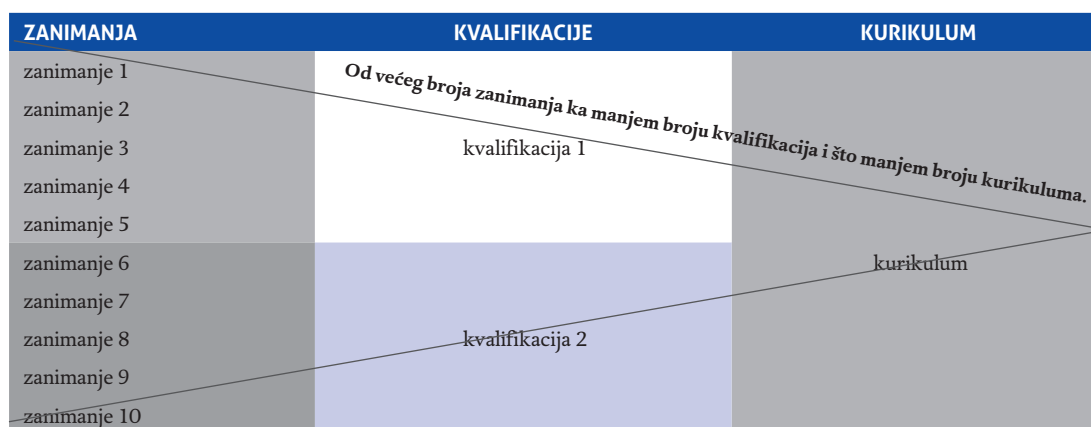 ZANIMANJA KVALIFIKACIJE KURIKULUM
zanimanje 1
Od većeg broja zanimanja ka manjem broju kvalifikacija i što manjem broju kurikuluma.
zanimanje 2
zanimanje 3 kvalifikacija 1
zanimanje 4
zanimanje 5
zanimanje 6 kurikulum
zanimanje 7
zanimanje 8 kvalifikacija 2
zanimanje 9
zanimanje 10